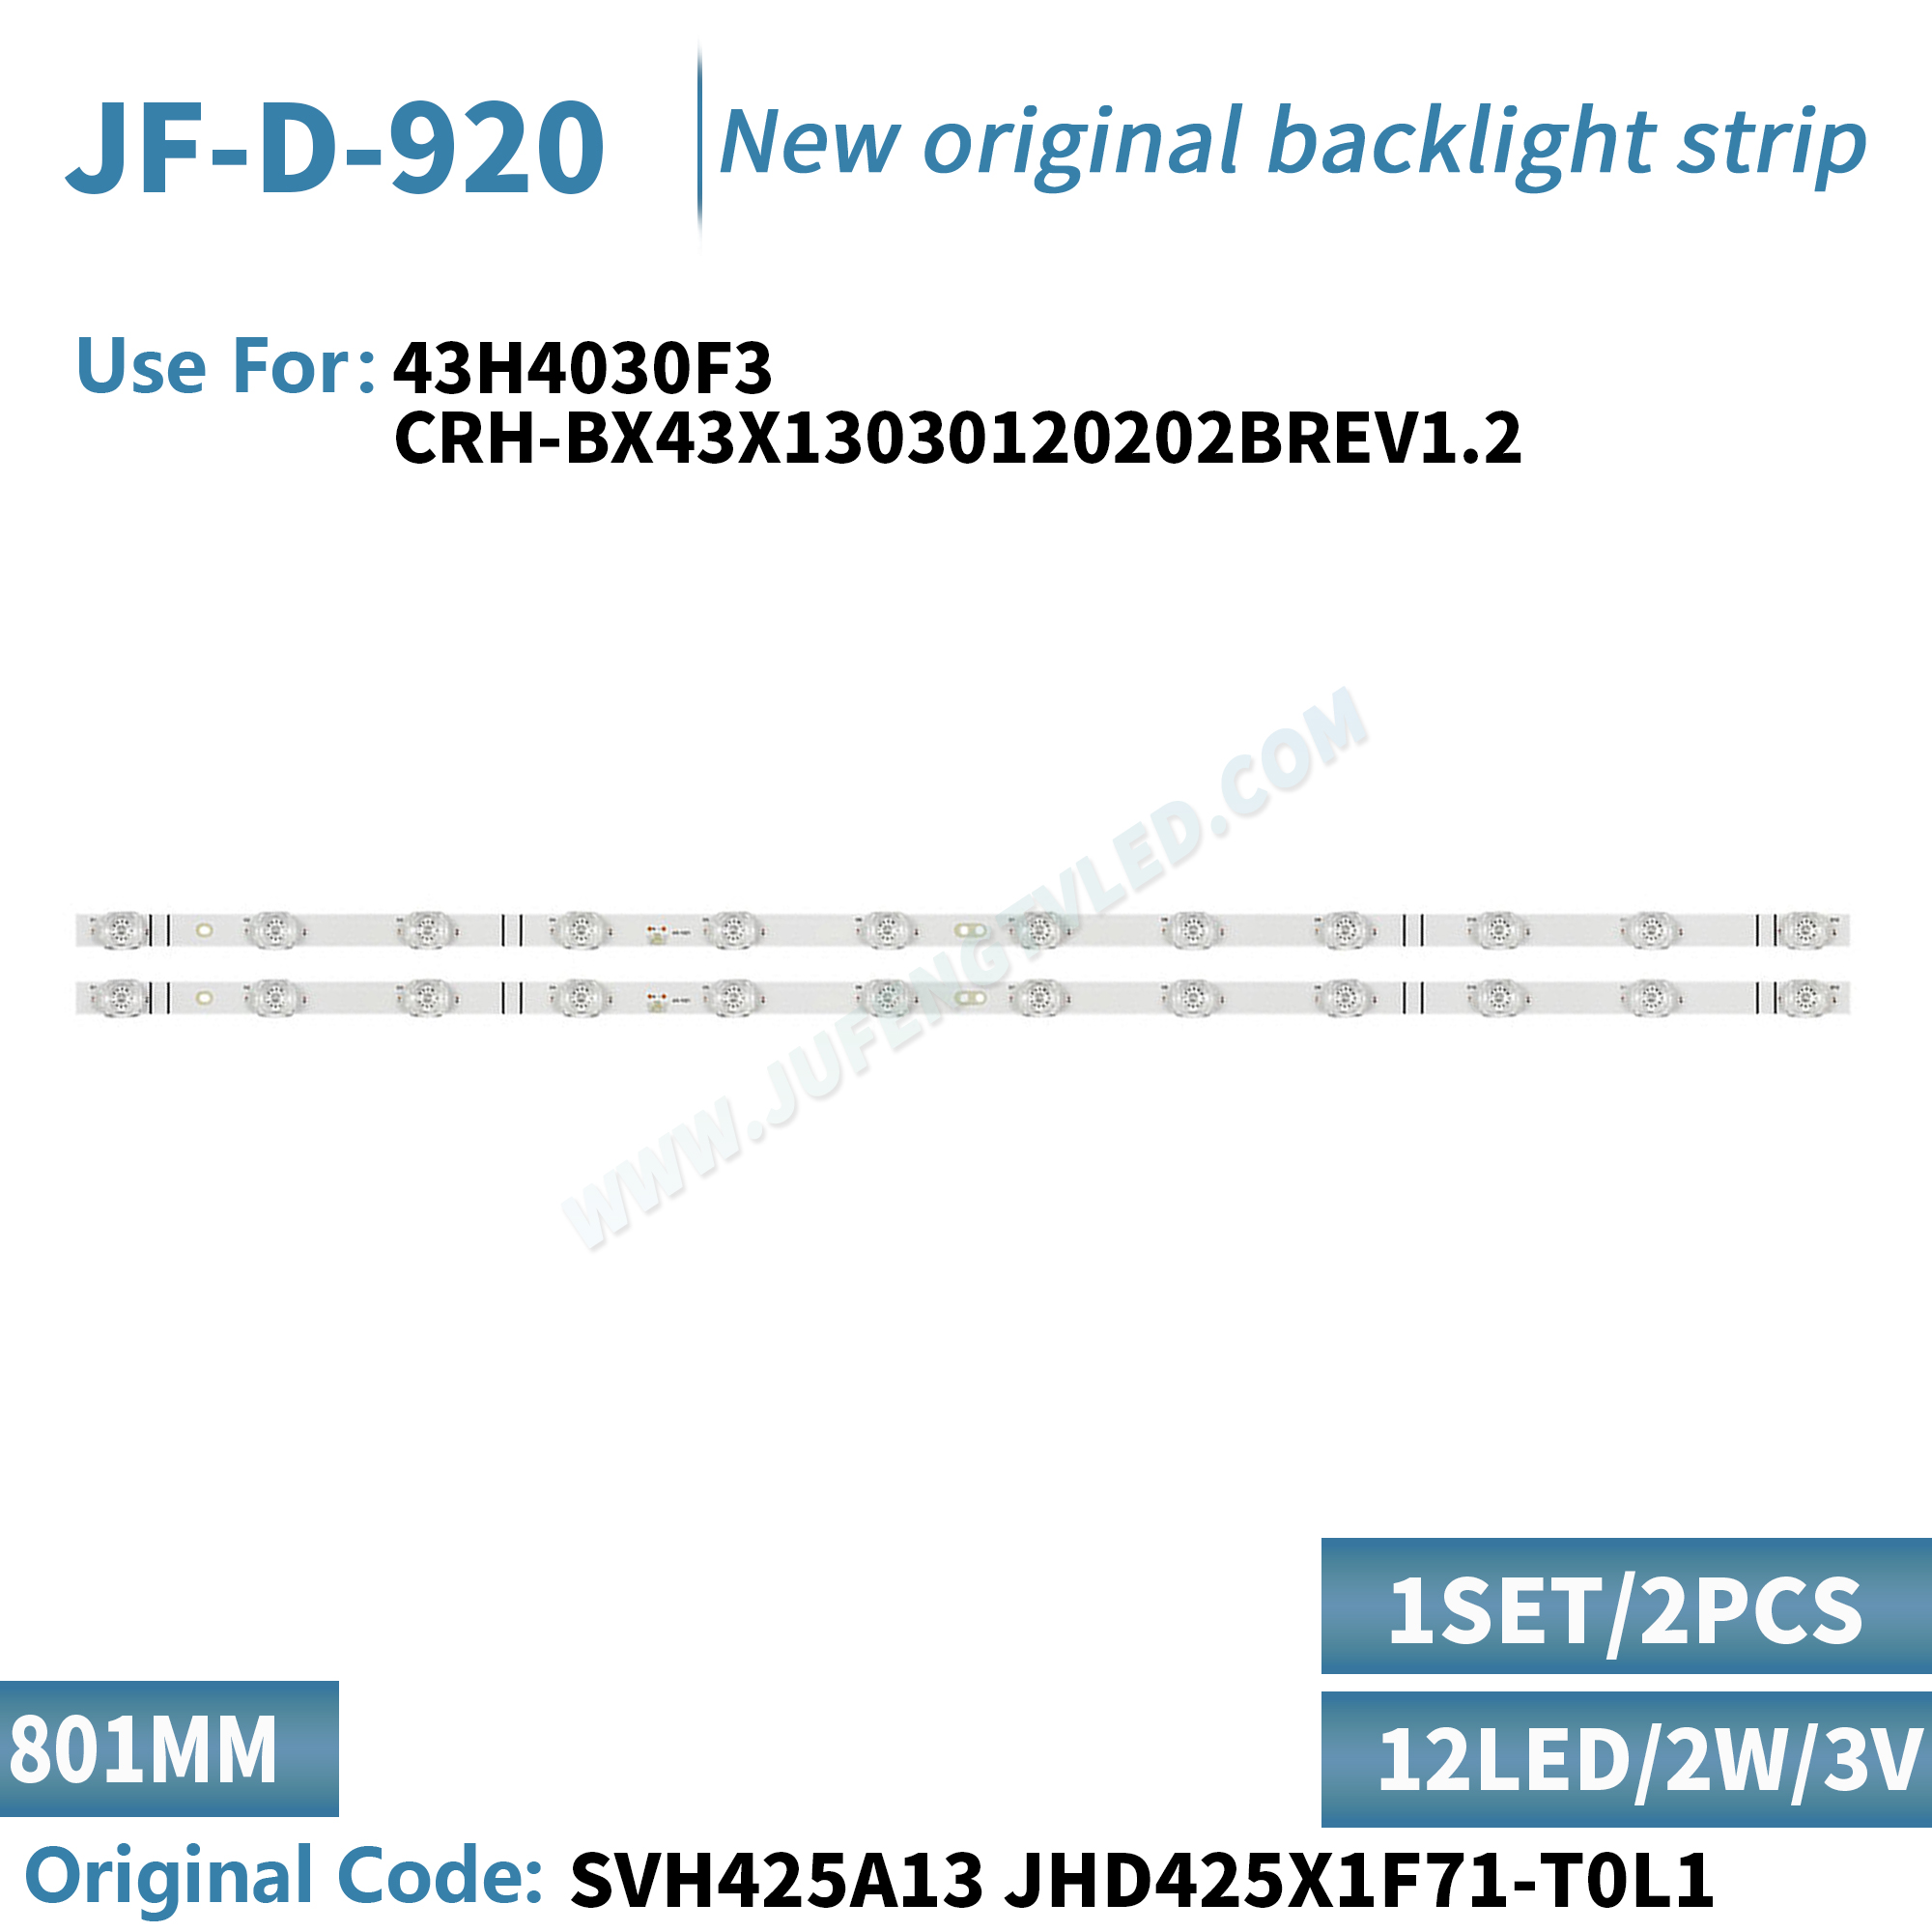 JF-D-920
New original backlight strip
Use For: 43H4030F3
CRH-BX43X13030120202BREV1.2
WWW.JUFENGTVLED.COM
1SET/2PCS
801MM
12LED/2W/3V
Original Code: SVH425A13 JHD425X1F71-T0L1